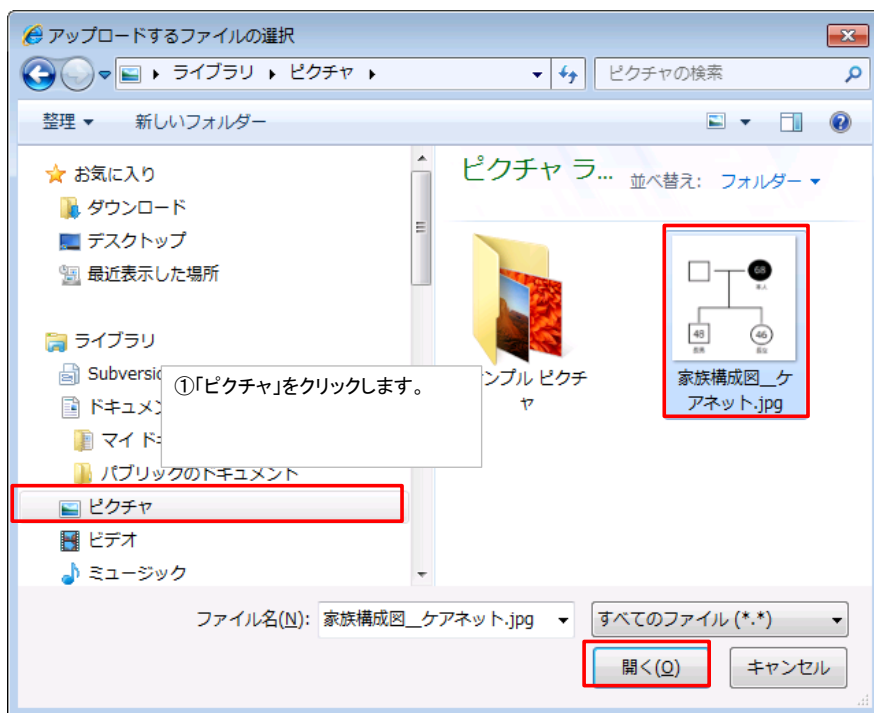 アップロードするファイルの選択
ライブラリ ピクチャ
ピクチャの検索
整理 新しいフォルダー
お気に入り
ダウンロード
デスクトップ
最近表示した場所
ライブラリ
Subversi
ドキュメン
マイ ド
パブリックのドキュメント
ピクチャ
ビデオ
ミュージック
①「ピクチャ」をクリックします。
ピクチャ ラ...
並べ替え: フォルダー
ンプル ピクチ
ャ
68
本人
48
46
長男
長女
家族構成図__ケ
アネット.jpg
ファイル名(N): 家族構成図__ケアネット.jpg
すべてのファイル (*.*)
開く(O)
キャンセル